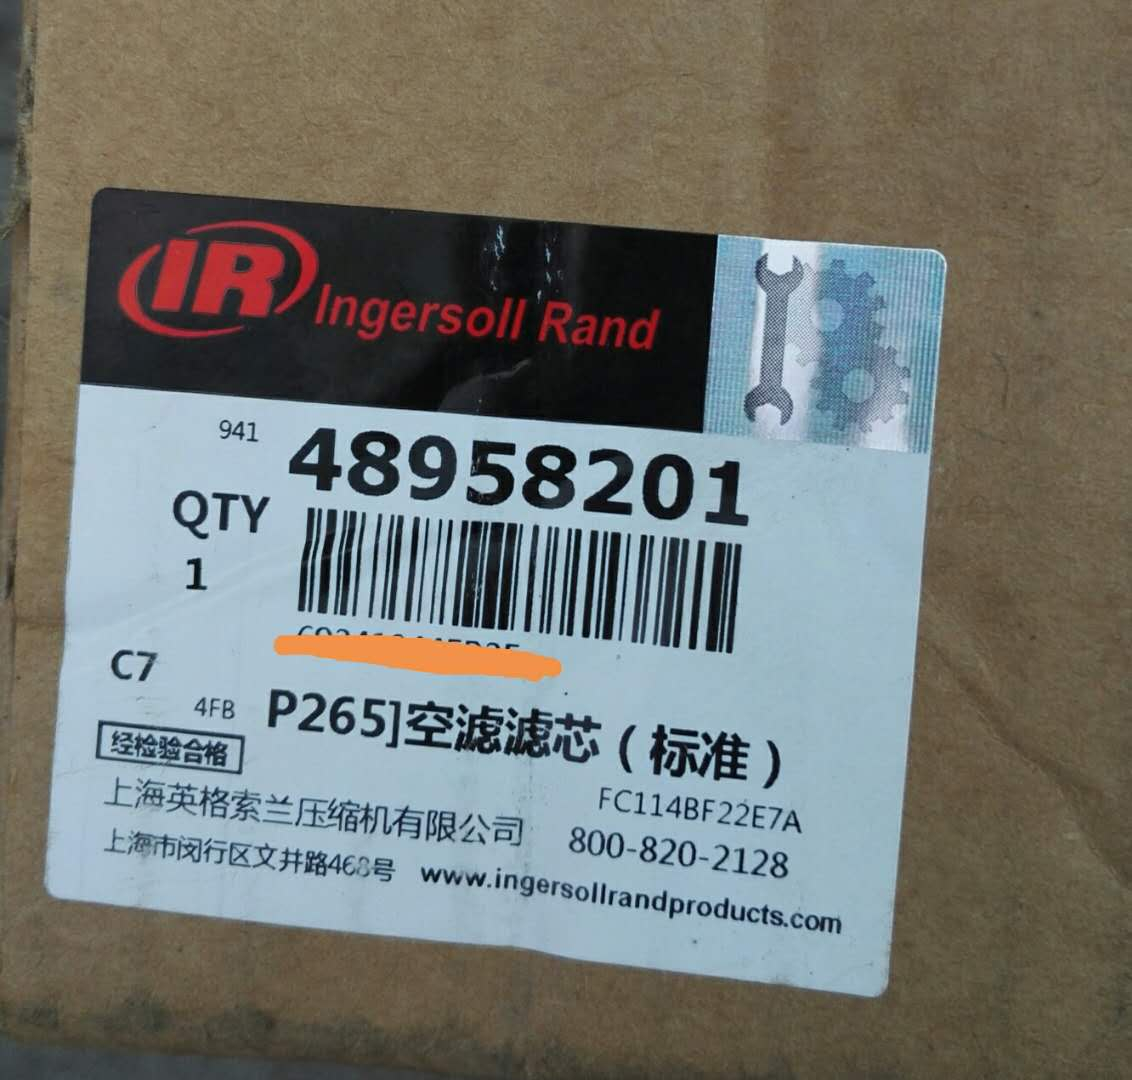 IR Ingersoll Rand
941
48958201
QTY
1
C7
4FB
P265]空滤滤芯（标准）
经检验合格
FC114BF22E7A
上海英格索兰压缩机有限公司
800-820-2128
上海市闵行区文井路468号
www.ingersollrandproducts.com